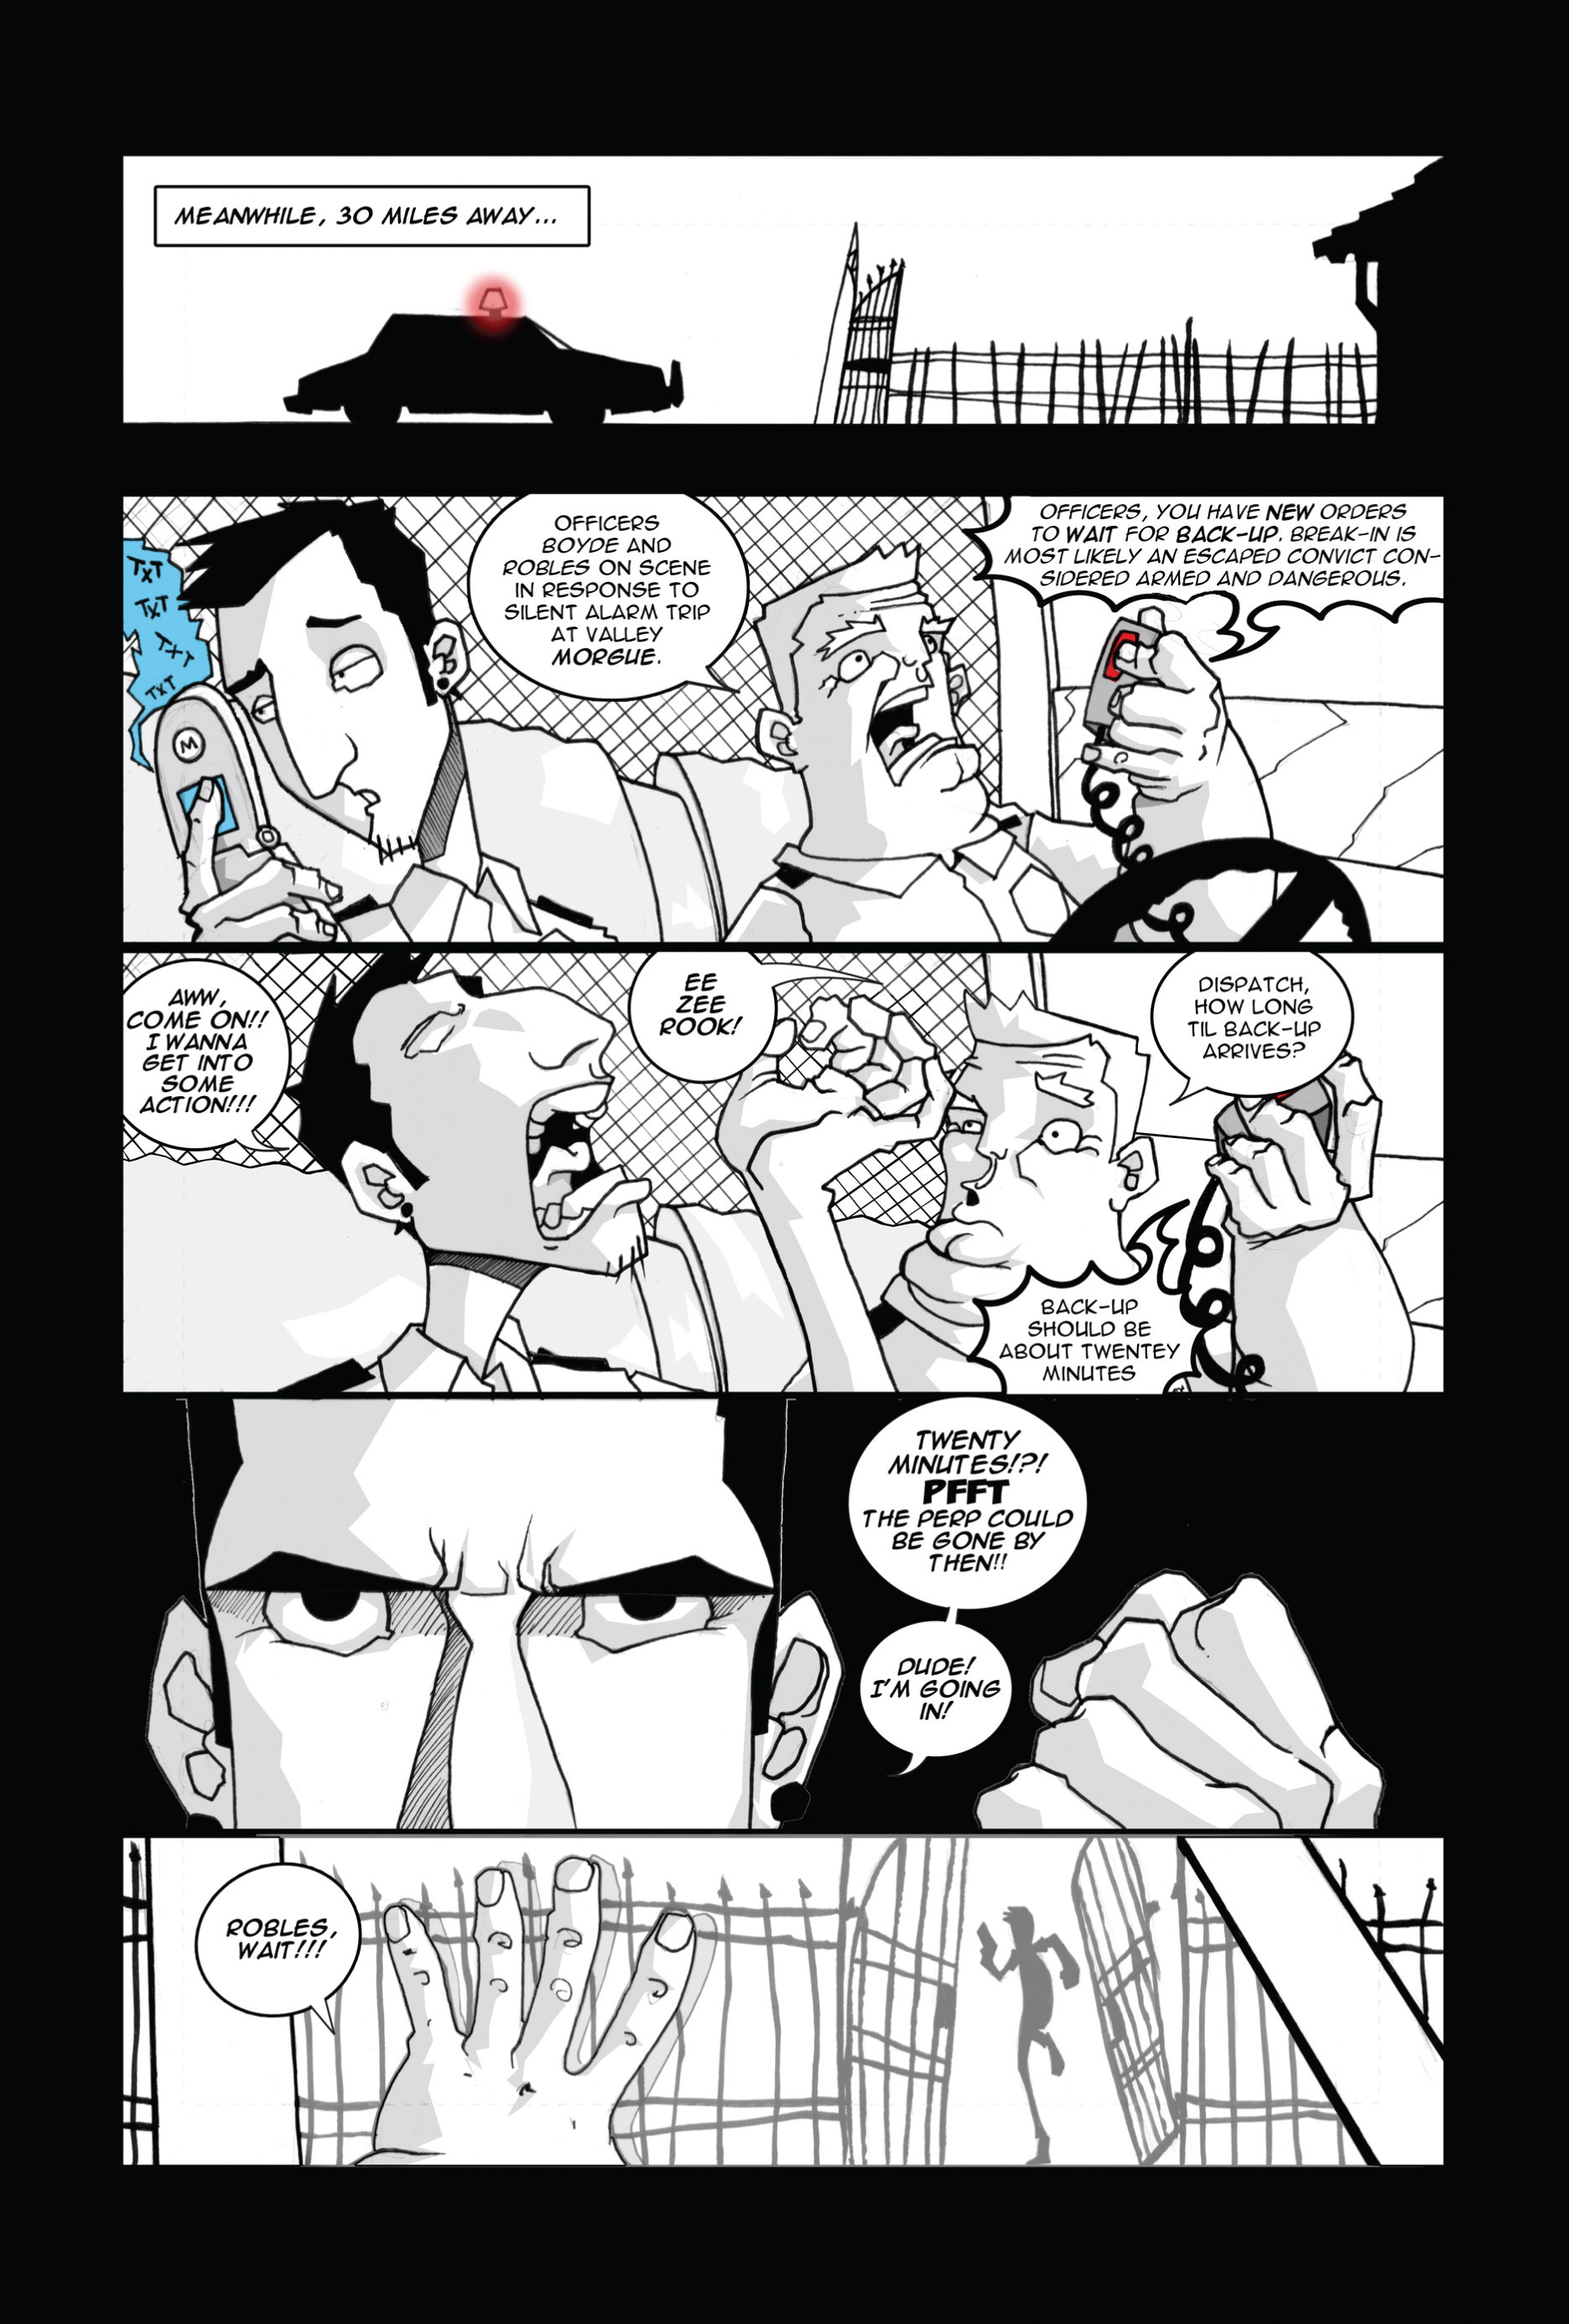 MEANWHILE, 30 MILES AWAY...
OFFICERS
BOYDE AND
ROBLES ON SCENE
IN RESPONSE TO
SILENT ALARM TRIP
AT VALLEY
MORGUE.
OFFICERS, YOU HAVE NEW ORDERS
TO WAIT FOR BACK-UP. BREAK-IN IS
MOST LIKELY AN ESCAPED CONVICT CON-
SIDERED ARMED AND DANGEROUS.
TxT
TxT
TxT
TxT
M
AWW,
COME ON!!
I WANNA
GET INTO
SOME
ACTION!!!
EE
ZEE
ROOK!
DISPATCH,
HOW LONG
TIL BACK-UP
ARRIVES?
BACK-UP
SHOULD BE
ABOUT TWENTEY
MINUTES
TWENTY
MINUTES!?!
PFFT
THE PERP COULD
BE GONE BY
THEN!!
DUDE!
I'M GOING
IN!
ROBLES,
WAIT!!!